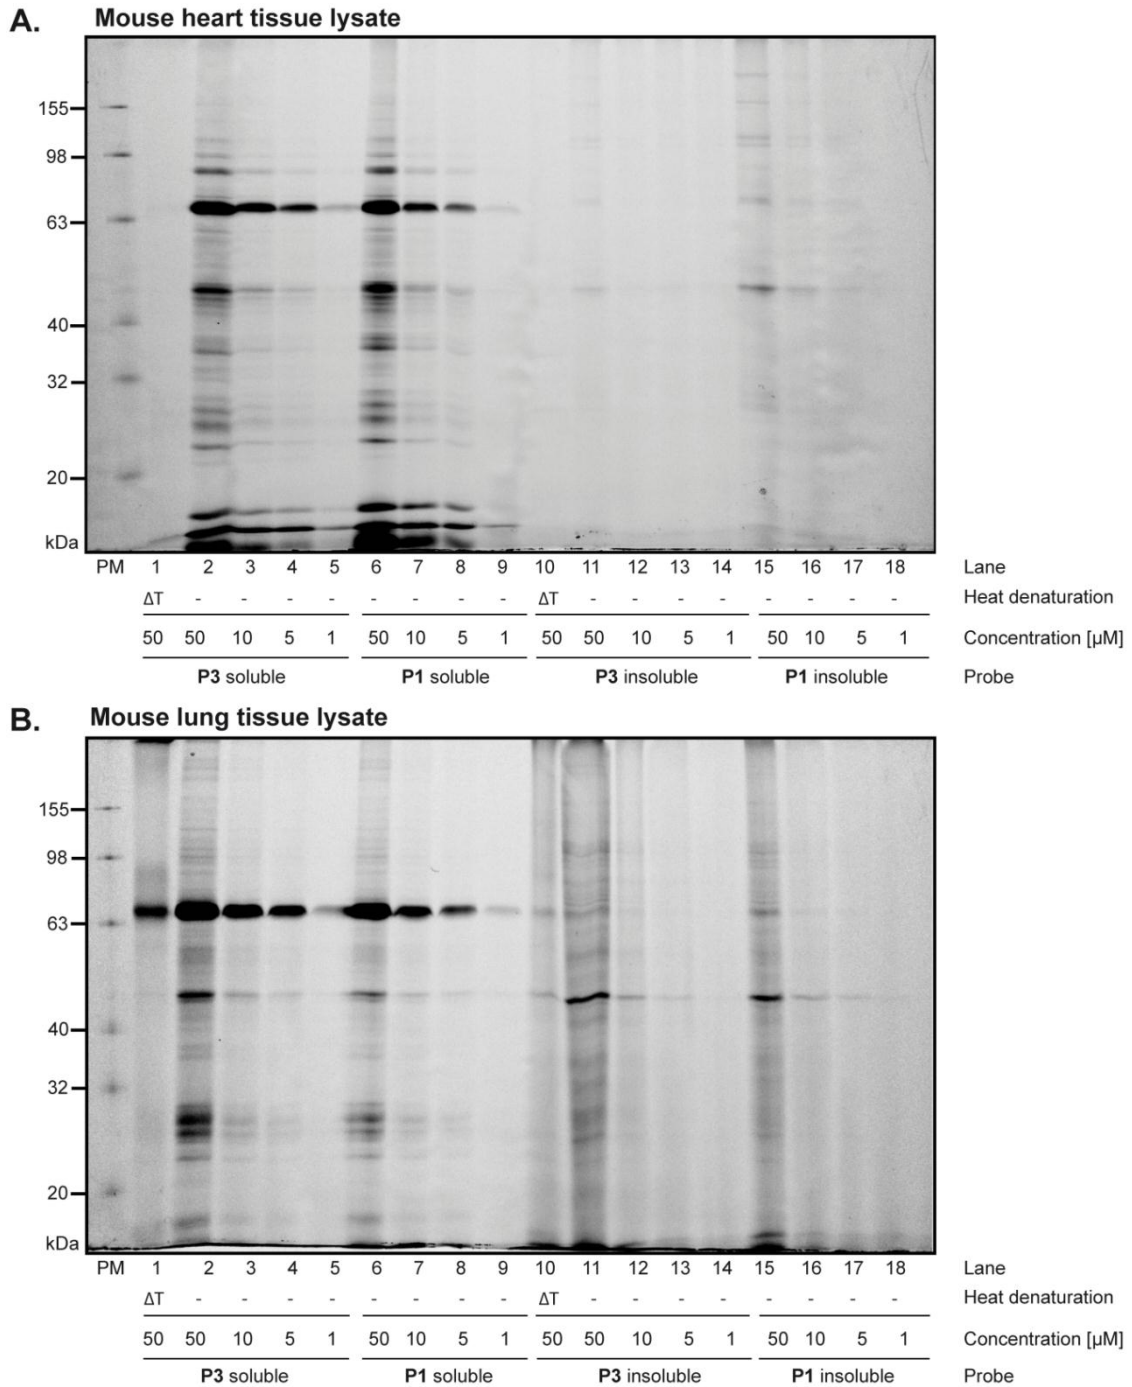 A. Mouse heart tissue lysate
155
98
63
40
32
20
kDa
PM 1 2 3 4 5 6 7 8 9 10 11 12 13 14 15 16 17 18 Lane
ΔT - - - - - - - - ΔT - - - - - - - - Heat denaturation
50 50 10 5 1 50 10 5 1 50 50 10 5 1 50 10 5 1 Concentration [µM]
P3 soluble P1 soluble P3 insoluble P1 insoluble Probe
B. Mouse lung tissue lysate
155
98
63
40
32
20
kDa
PM 1 2 3 4 5 6 7 8 9 10 11 12 13 14 15 16 17 18 Lane
ΔT - - - - - - - - ΔT - - - - - - - - Heat denaturation
50 50 10 5 1 50 10 5 1 50 50 10 5 1 50 10 5 1 Concentration [µM]
P3 soluble P1 soluble P3 insoluble P1 insoluble Probe